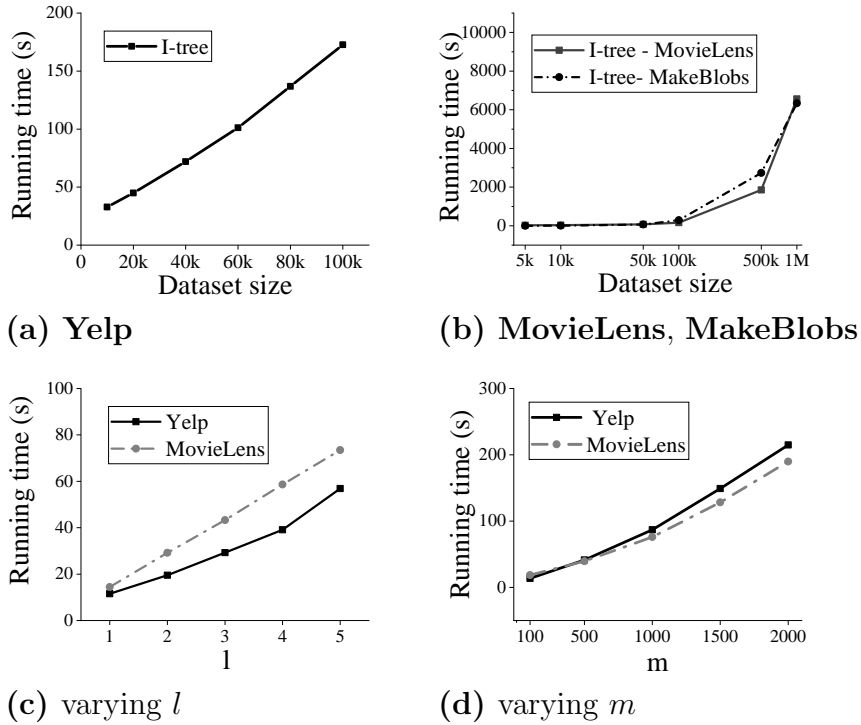 200
150
100
50
0
Running time (s)
I-tree
0 20k 40k 60k 80k 100k
Dataset size
(a) Yelp
10000
8000
6000
4000
2000
0
Running time (s)
I-tree - MovieLens
I-tree- MakeBlobs
5k 10k 50k 100k 500k 1M
Dataset size
(b) MovieLens, MakeBlobs
100
80
60
40
20
0
Running time (s)
Yelp
MovieLens
1 2 3 4 5
l
(c) varying l
300
200
100
0
Running time (s)
Yelp
MovieLens
100 500 1000 1500 2000
m
(d) varying m